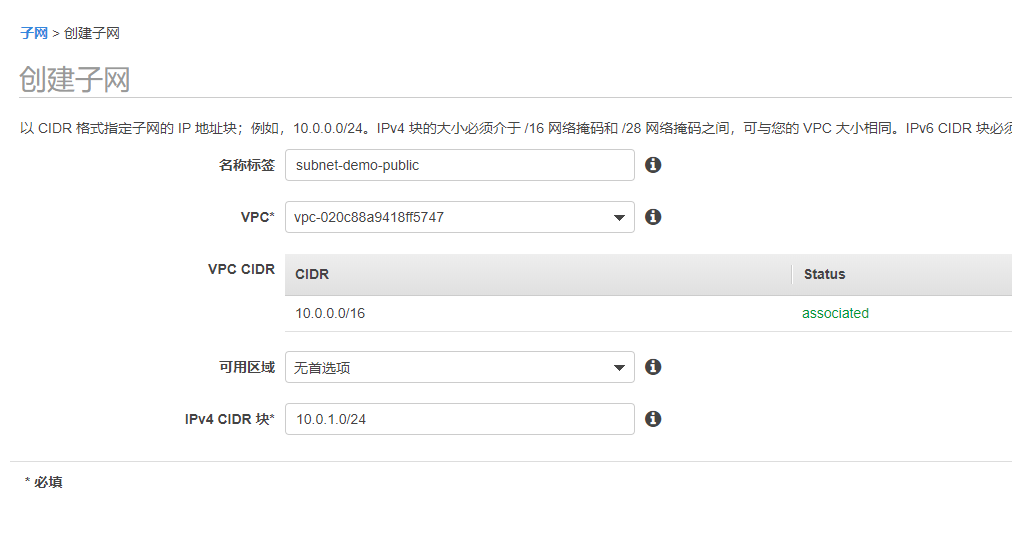 子网 > 创建子网
创建子网
以 CIDR 格式指定子网的 IP 地址块；例如，10.0.0.0/24。IPv4 块的大小必须介于 /16 网络掩码和 /28 网络掩码之间，可与您的 VPC 大小相同。IPv6 CIDR 块必须
名称标签 subnet-demo-public
VPC* vpc-020c88a9418ff5747
VPC CIDR CIDR Status
10.0.0.0/16 associated
可用区域 无首选项
IPv4 CIDR 块* 10.0.1.0/24
* 必填